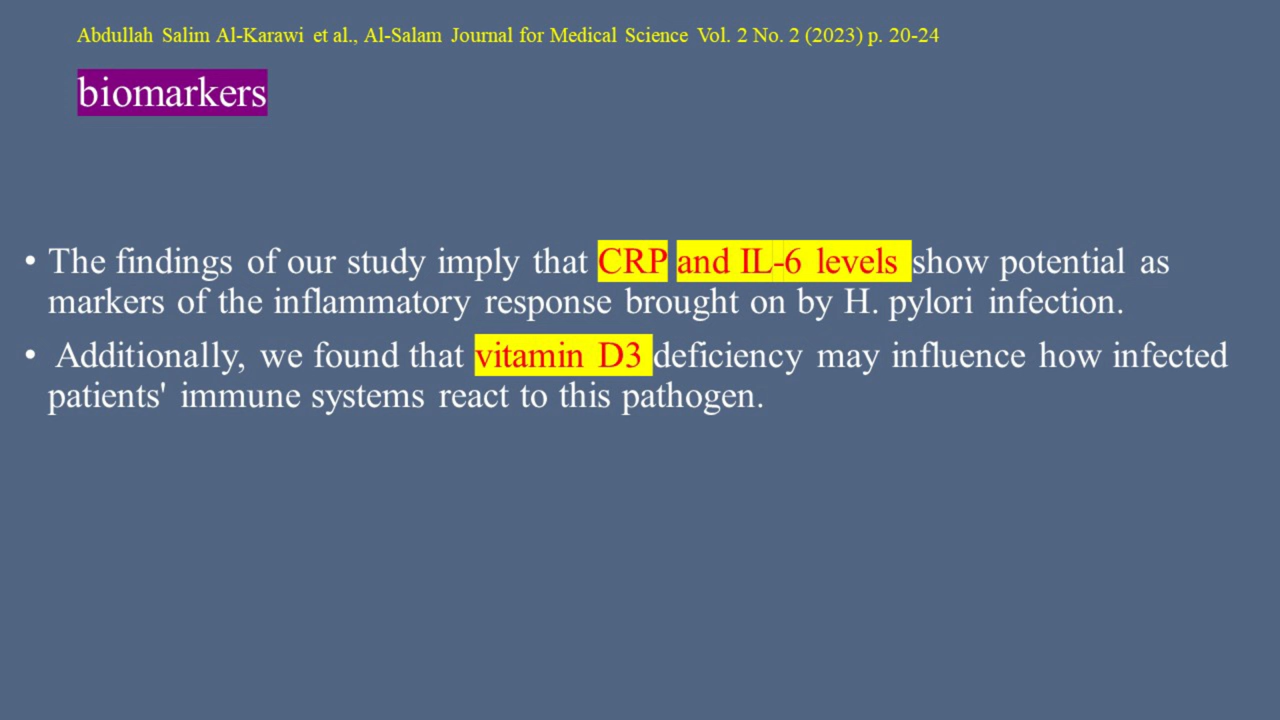 Abdullah Salim Al-Karawi et al., Al-Salam Journal for Medical Science Vol. 2 No. 2 (2023) p. 20-24
biomarkers
• The findings of our study imply that CRP and IL-6 levels show potential as
markers of the inflammatory response brought on by H. pylori infection.
• Additionally, we found that vitamin D3 deficiency may influence how infected
patients' immune systems react to this pathogen.